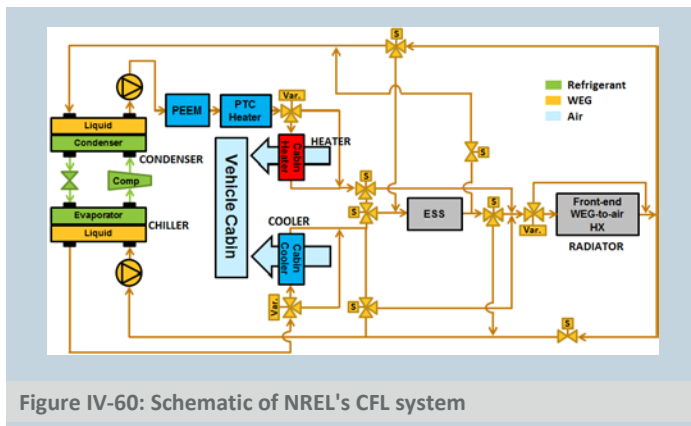 S
Var.
PEEM
PTC
Heater
Refrigerant
WEG
Air
Liquid
Condenser
CONDENSER
Cabin
Heater
HEATER
Vehicle Cabin
S
Comp
S
S
Evaporator
Liquid
CHILLER
COOLER
Cabin
Cooler
ESS
S
Var.
Front-end
WEG-to-air
HX
RADIATOR
Var.
S
S
Figure IV-60: Schematic of NREL's CFL system